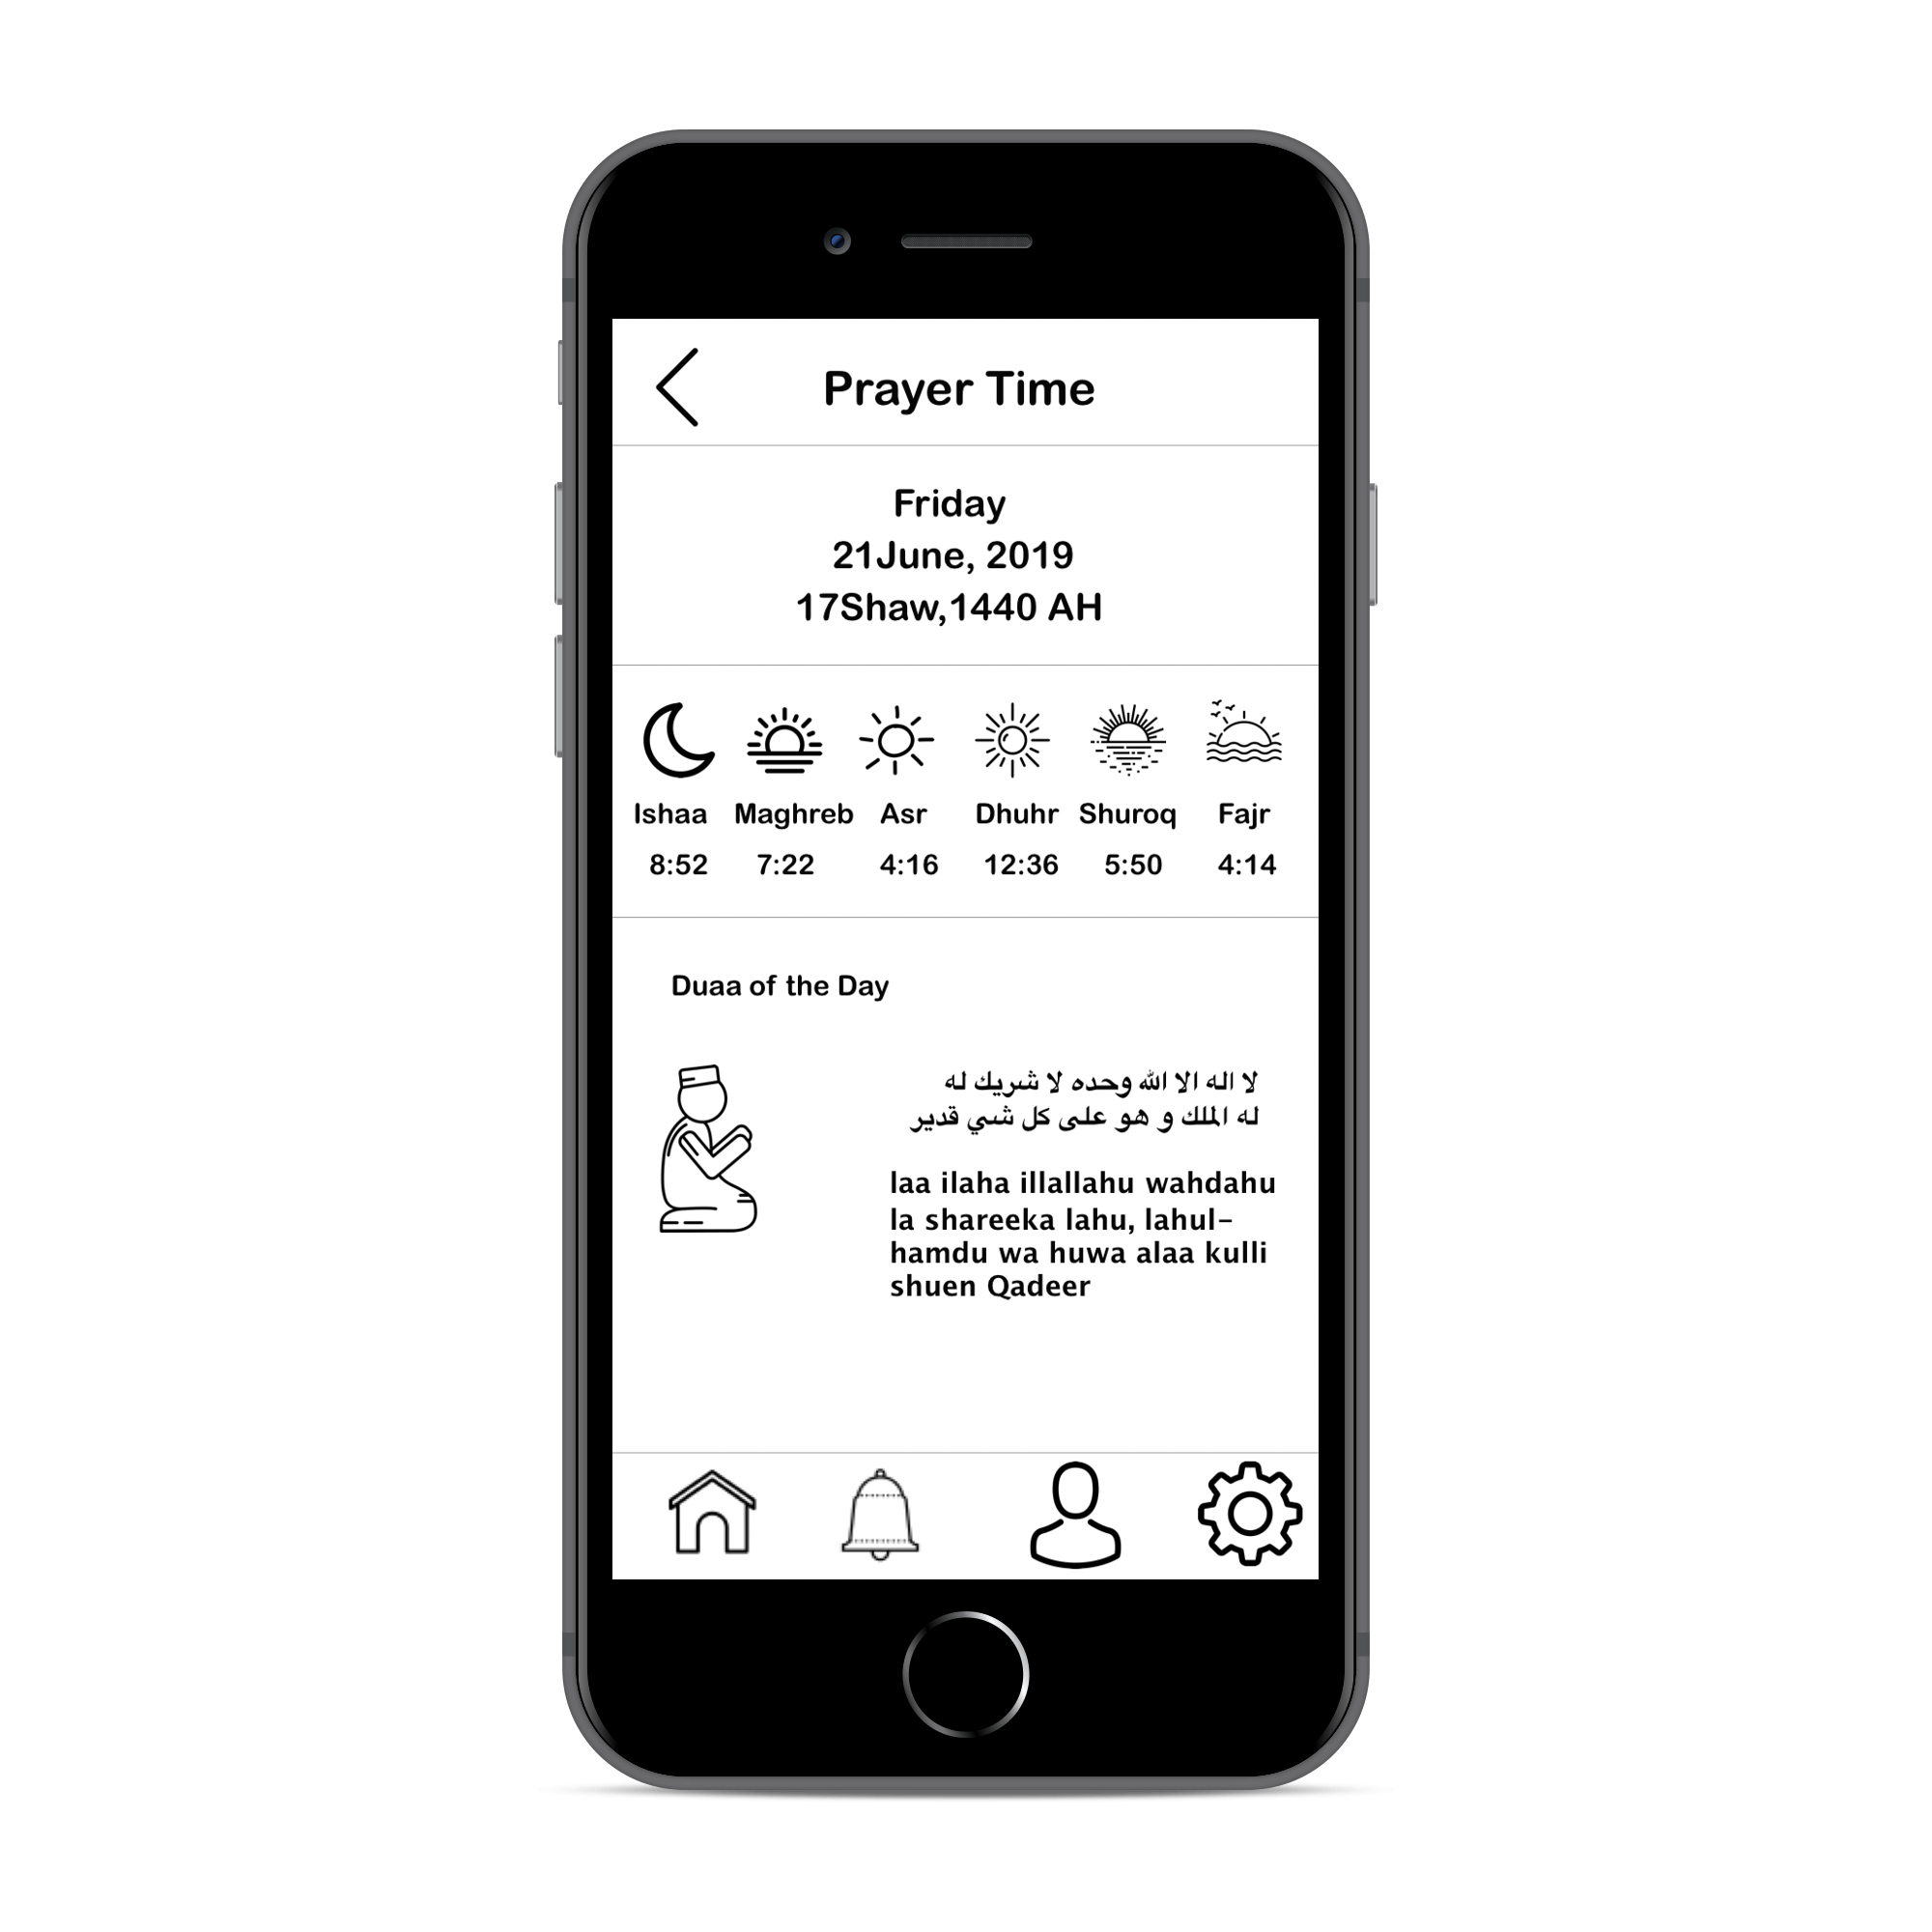 Prayer Time
Friday
21June, 2019
17Shaw,1440 AH
Ishaa Maghreb Asr Dhuhr Shuroq Fajr
8:52 7:22 4:16 12:36 5:50 4:14
Duaa of the Day
لا اله الا الله وحده لا شريك له
له الملك و هو على كل شي قدير
laa ilaha illallahu wahdahu
la shareeka lahu, lahul-
hamdu wa huwa alaa kulli
shuen Qadeer